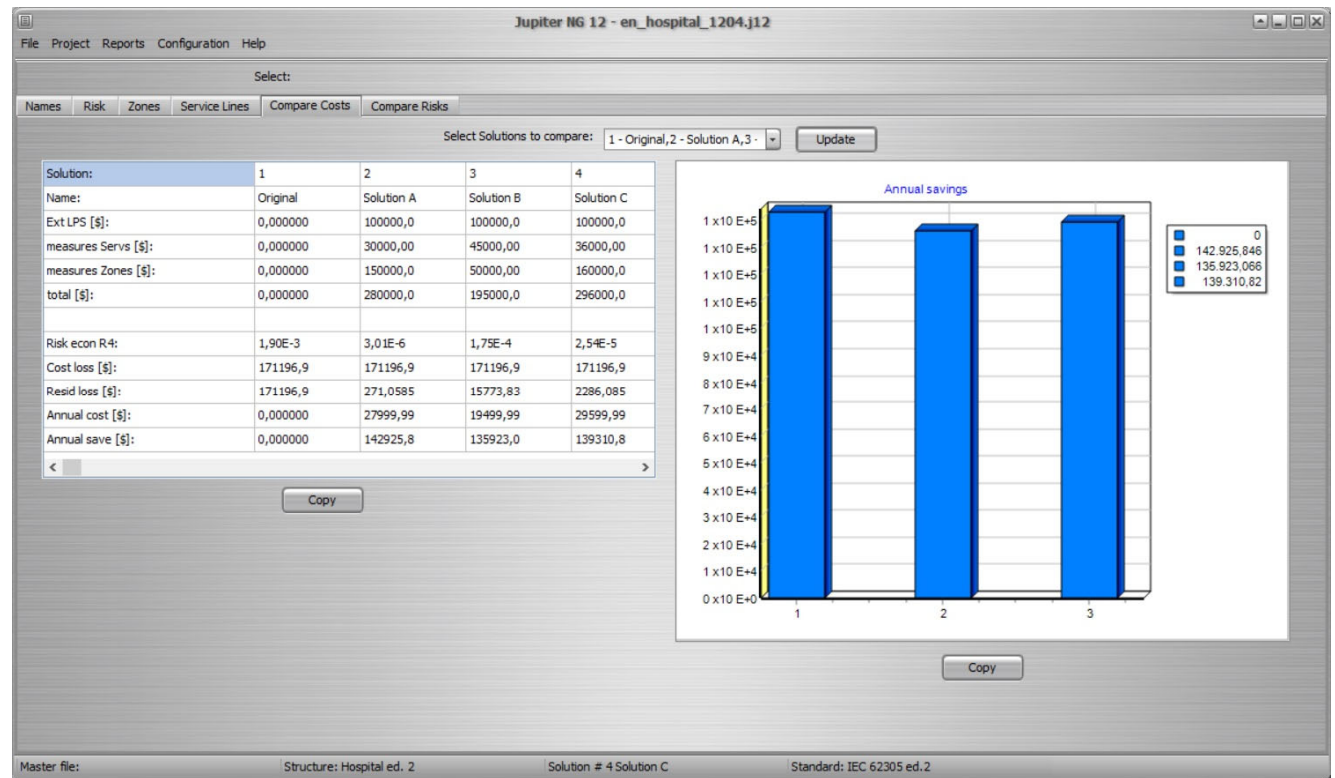 Jupiter NG 12 - en_hospital_1204.j12
File Project Reports Configuration Help
Select:
Names Risk Zones Service Lines Compare Costs Compare Risks
Select Solutions to compare: 1 - Original,2 - Solution A,3 - Update
Solution: 1 2 3 4
Name: Original Solution A Solution B Solution C
Ext LPS [$]: 0,000000 100000,0 100000,0 100000,0
measures Servs [$]: 0,000000 30000,00 45000,00 36000,00
measures Zones [$]: 0,000000 150000,0 50000,00 160000,0
total [$]: 0,000000 280000,0 195000,0 296000,0
Risk econ R4: 1,90E-3 3,01E-6 1,75E-4 2,54E-5
Cost loss [$]: 171196,9 171196,9 171196,9 171196,9
Resid loss [$]: 171196,9 271,0585 15773,83 2286,085
Annual cost [$]: 0,000000 27999,99 19499,99 29599,99
Annual save [$]: 0,000000 142925,8 135923,0 139310,8
Copy
Annual savings
1 x10 E+5
1 x10 E+5
1 x10 E+5
1 x10 E+5
1 x10 E+5
9 x10 E+4
8 x10 E+4
7 x10 E+4
6 x10 E+4
5 x10 E+4
4 x10 E+4
3 x10 E+4
2 x10 E+4
1 x10 E+4
0 x10 E+0
1 2 3
0
142.925,846
135.923,066
139.310,82
Copy
Master file: Structure: Hospital ed. 2 Solution # 4 Solution C Standard: IEC 62305 ed.2